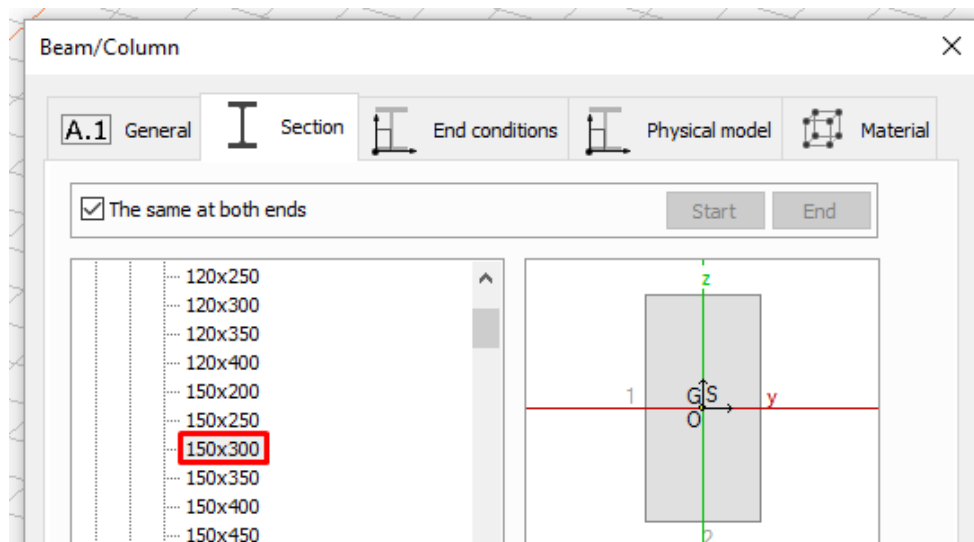 Beam/Column
A.1 General Section End conditions Physical model Material
The same at both ends Start End
120x250
120x300
120x350
120x400
150x200
150x250
150x300
150x350
150x400
150x450
z
1 G S y
O
2